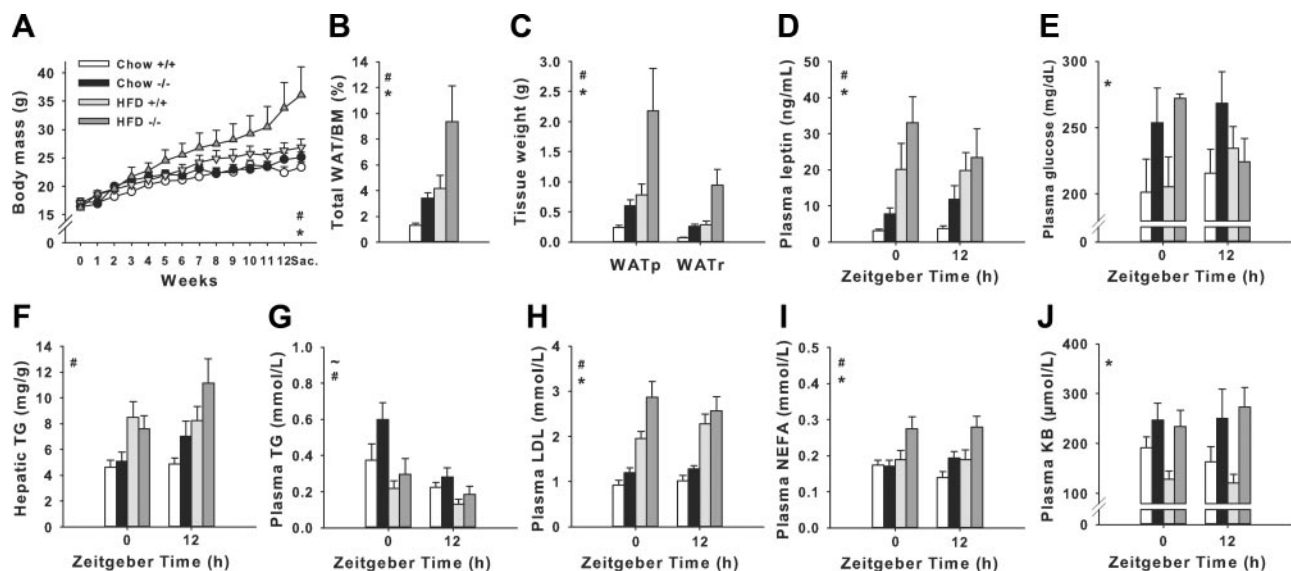 A
Body mass (g)
40
35
30
25
20
15
0
Chow +/+
Chow -/-
HFD +/+
HFD -/-
#
*
0 1 2 3 4 5 6 7 8 9 10 11 12 Sac.
Weeks
B
Total WAT/BM (%)
14
12
10
8
6
4
2
0
#
*
C
Tissue weight (g)
3.0
2.5
2.0
1.5
1.0
0.5
0.0
#
*
WATp WATr
D
Plasma leptin (ng/mL)
50
40
30
20
10
0
#
*
0 12
Zeitgeber Time (h)
E
Plasma glucose (mg/dL)
300
250
200
0
*
0 12
Zeitgeber Time (h)
F
Hepatic TG (mg/g)
14
12
10
8
6
4
2
0
#
0 12
Zeitgeber Time (h)
G
Plasma TG (mmol/L)
1.0
0.8
0.6
0.4
0.2
0.0
~
#
0 12
Zeitgeber Time (h)
H
Plasma LDL (mmol/L)
4
3
2
1
0
#
*
0 12
Zeitgeber Time (h)
I
Plasma NEFA (mmol/L)
0.5
0.4
0.3
0.2
0.1
0.0
#
*
0 12
Zeitgeber Time (h)
J
Plasma KB (µmol/L)
400
300
200
100
0
*
0 12
Zeitgeber Time (h)